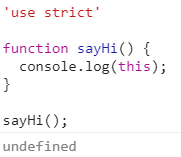 'use strict'
function sayHi() {
  console.log(this);
}
sayHi();
undefined